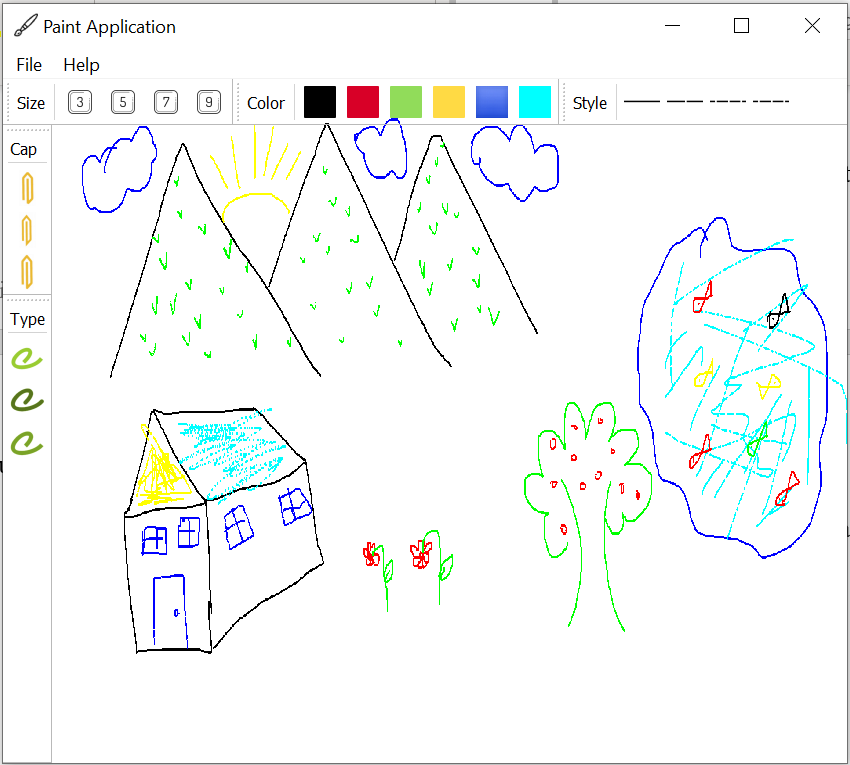 Paint Application
File Help
Size 3 5 7 9 Color Style
Cap
Type